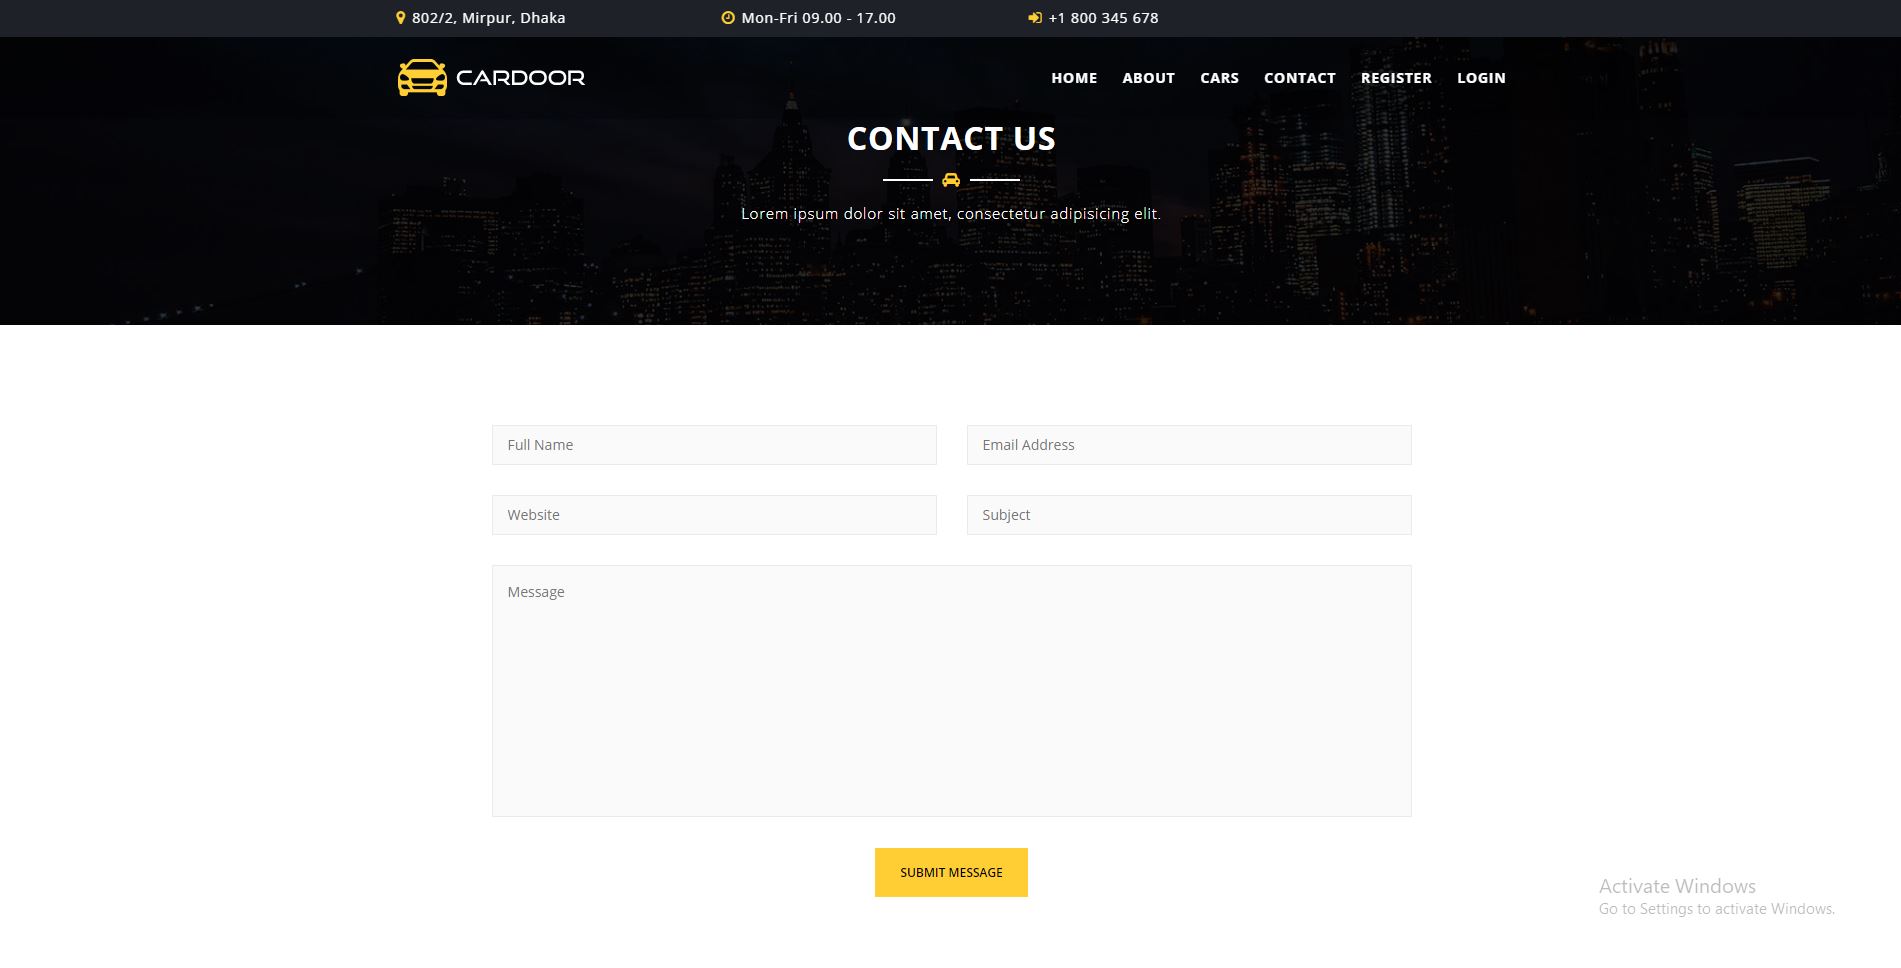 802/2, Mirpur, Dhaka
Mon-Fri 09.00 - 17.00
+1 800 345 678
CARDOOR
HOME
ABOUT
CARS
CONTACT
REGISTER
LOGIN
CONTACT US
Lorem ipsum dolor sit amet, consectetur adipisicing elit.
Full Name
Email Address
Website
Subject
Message
SUBMIT MESSAGE
Activate Windows
Go to Settings to activate Windows.